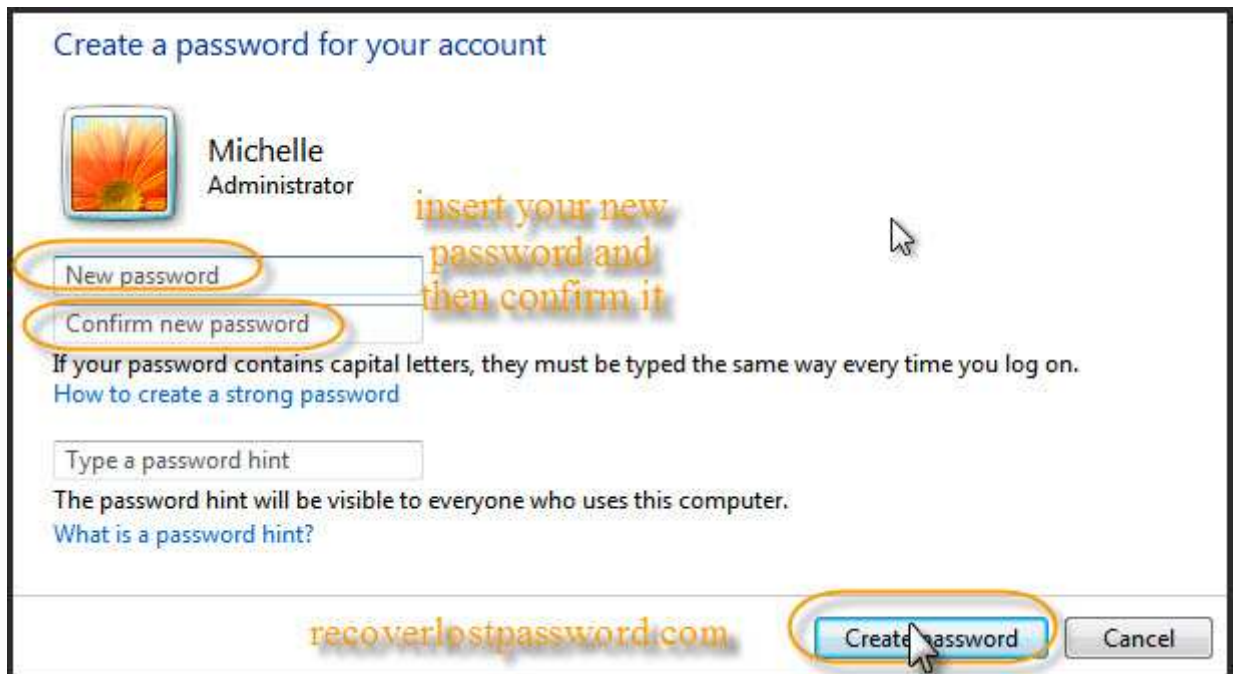 Create a password for your account
Michelle
Administrator
insert your new
password and
then confirm it
New password
Confirm new password
If your password contains capital letters, they must be typed the same way every time you log on.
How to create a strong password
Type a password hint
The password hint will be visible to everyone who uses this computer.
What is a password hint?
recoverlostpassword.com
Create password
Cancel